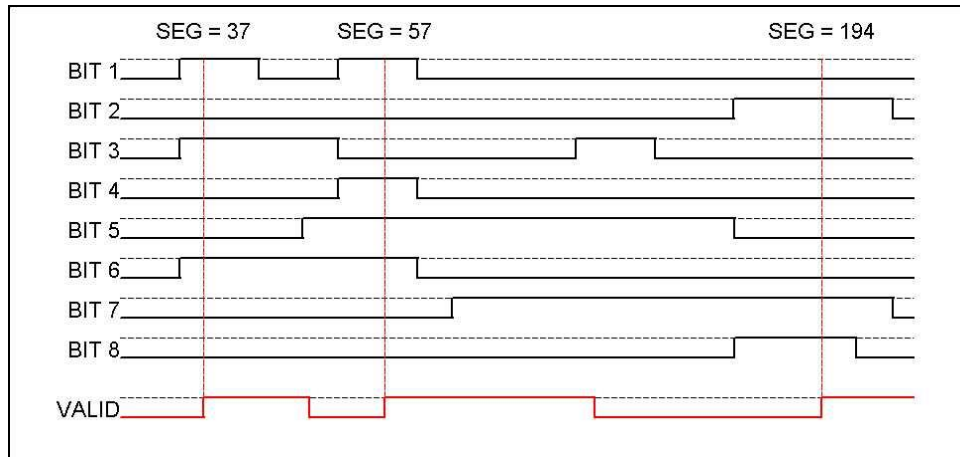 SEG = 37 SEG = 57 SEG = 194
BIT 1
BIT 2
BIT 3
BIT 4
BIT 5
BIT 6
BIT 7
BIT 8
VALID